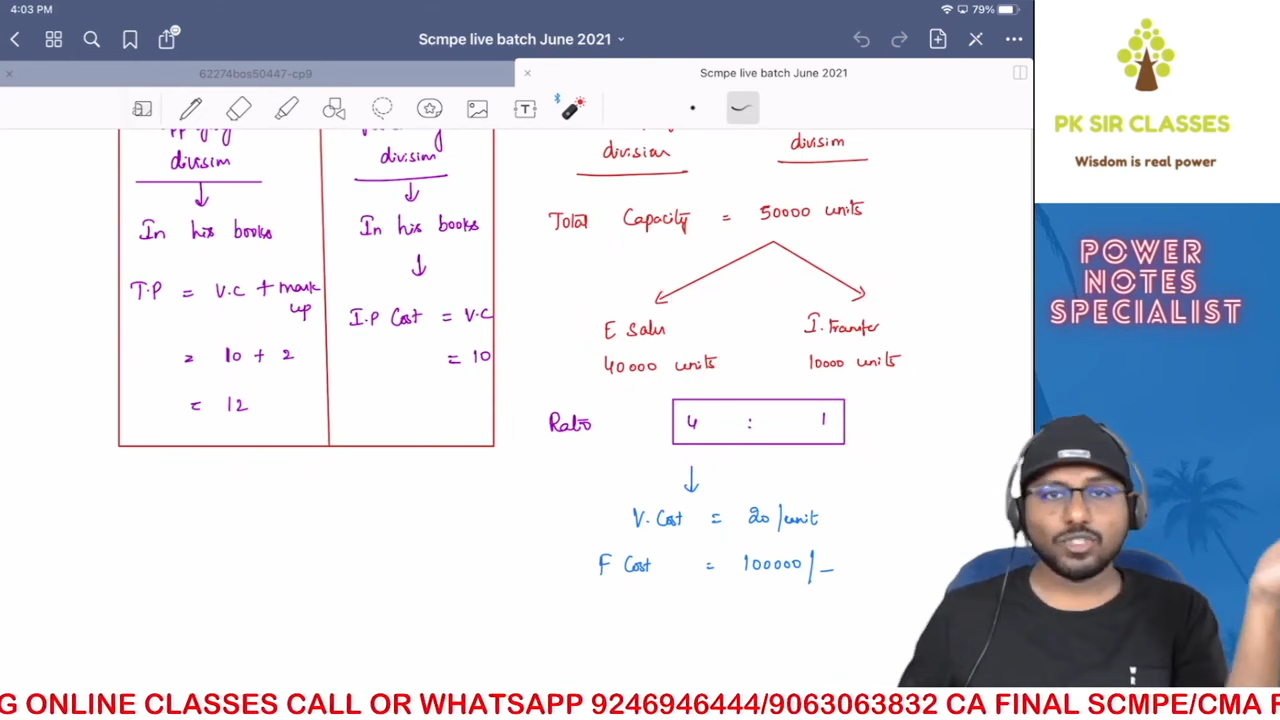 4:03 PM
79%
Scmpe live batch June 2021
62274bos50447-cp9
Scmpe live batch June 2021
T
division
In his books
T.P = V.C + mark up
= 10 + 2
= 12
division
In his books
I.P Cost = V.C
= 10
division
division
Total Capacity = 50000 units
E Sales
40000 units
I. transfer
10000 units
Ratio 4 : 1
V. Cost = 20/unit
F Cost = 100000/-
PK SIR CLASSES
Wisdom is real power
POWER
NOTES
SPECIALIST
G ONLINE CLASSES CALL OR WHATSAPP 9246946444/9063063832 CA FINAL SCMPE/CMA F